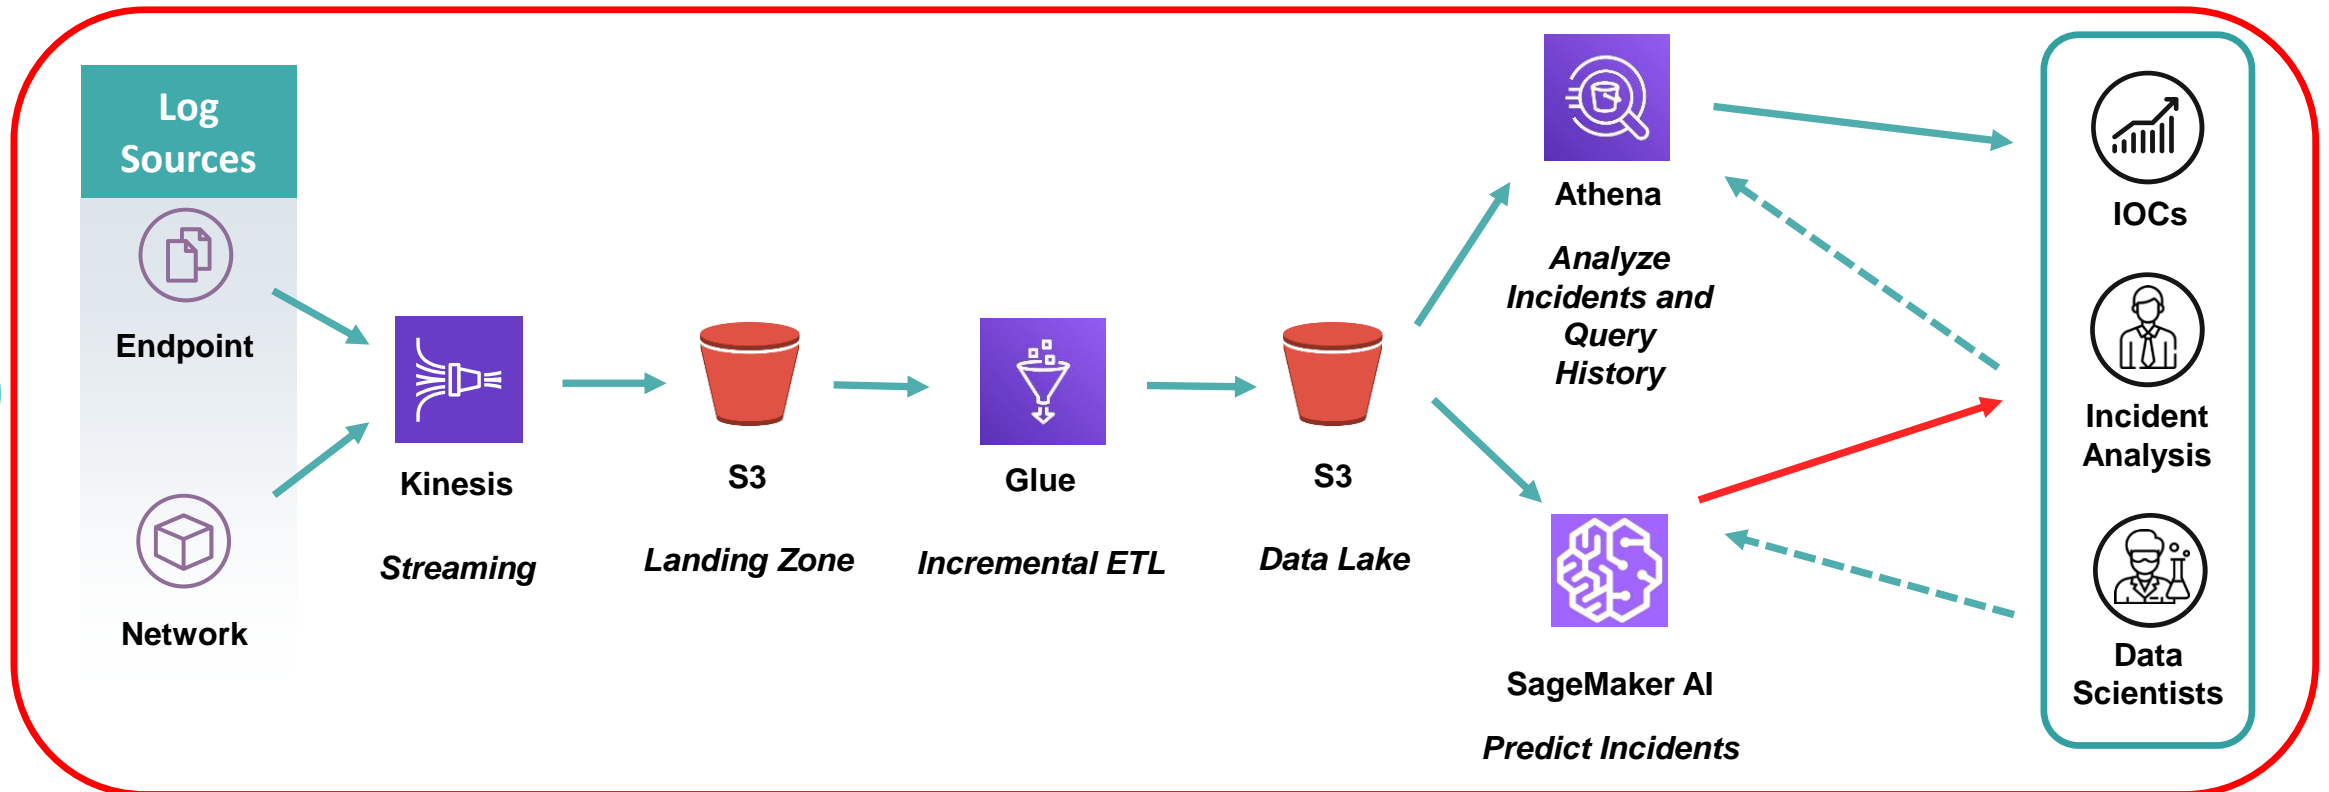 Log
Sources
Endpoint
Network
Kinesis
Streaming
S3
Landing Zone
Glue
Incremental ETL
S3
Data Lake
Athena
Analyze
Incidents and
Query
History
SageMaker AI
Predict Incidents
IOCs
Incident
Analysis
Data
Scientists